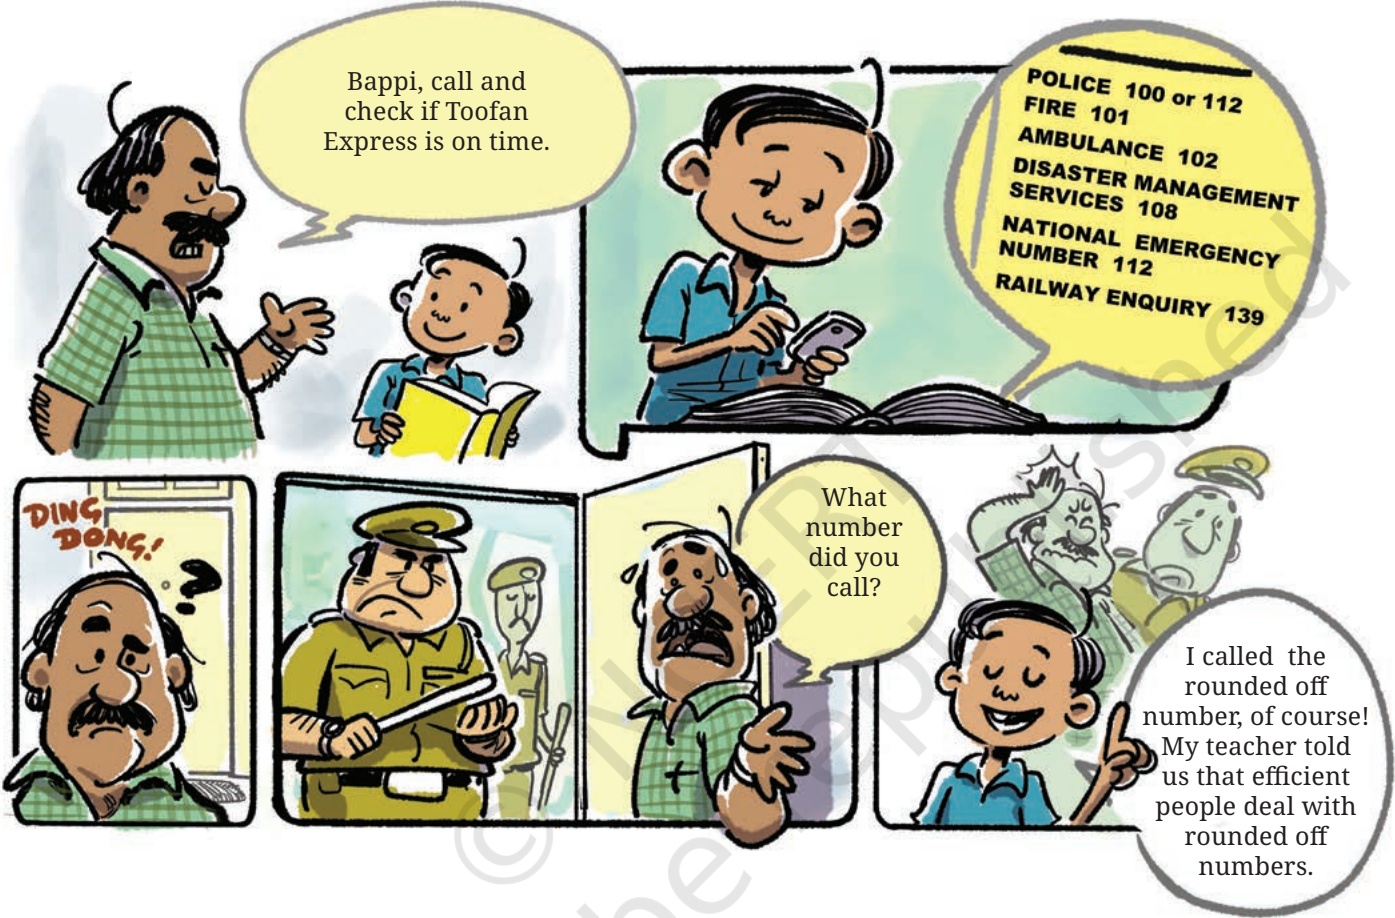 Bappi, call and
check if Toofan
Express is on time.
POLICE 100 or 112
FIRE 101
AMBULANCE 102
DISASTER MANAGEMENT
SERVICES 108
NATIONAL EMERGENCY
NUMBER 112
RAILWAY ENQUIRY 139
DING
DONG!
?
What
number
did you
call?
I called the
rounded off
number, of course!
My teacher told
us that efficient
people deal with
rounded off
numbers.